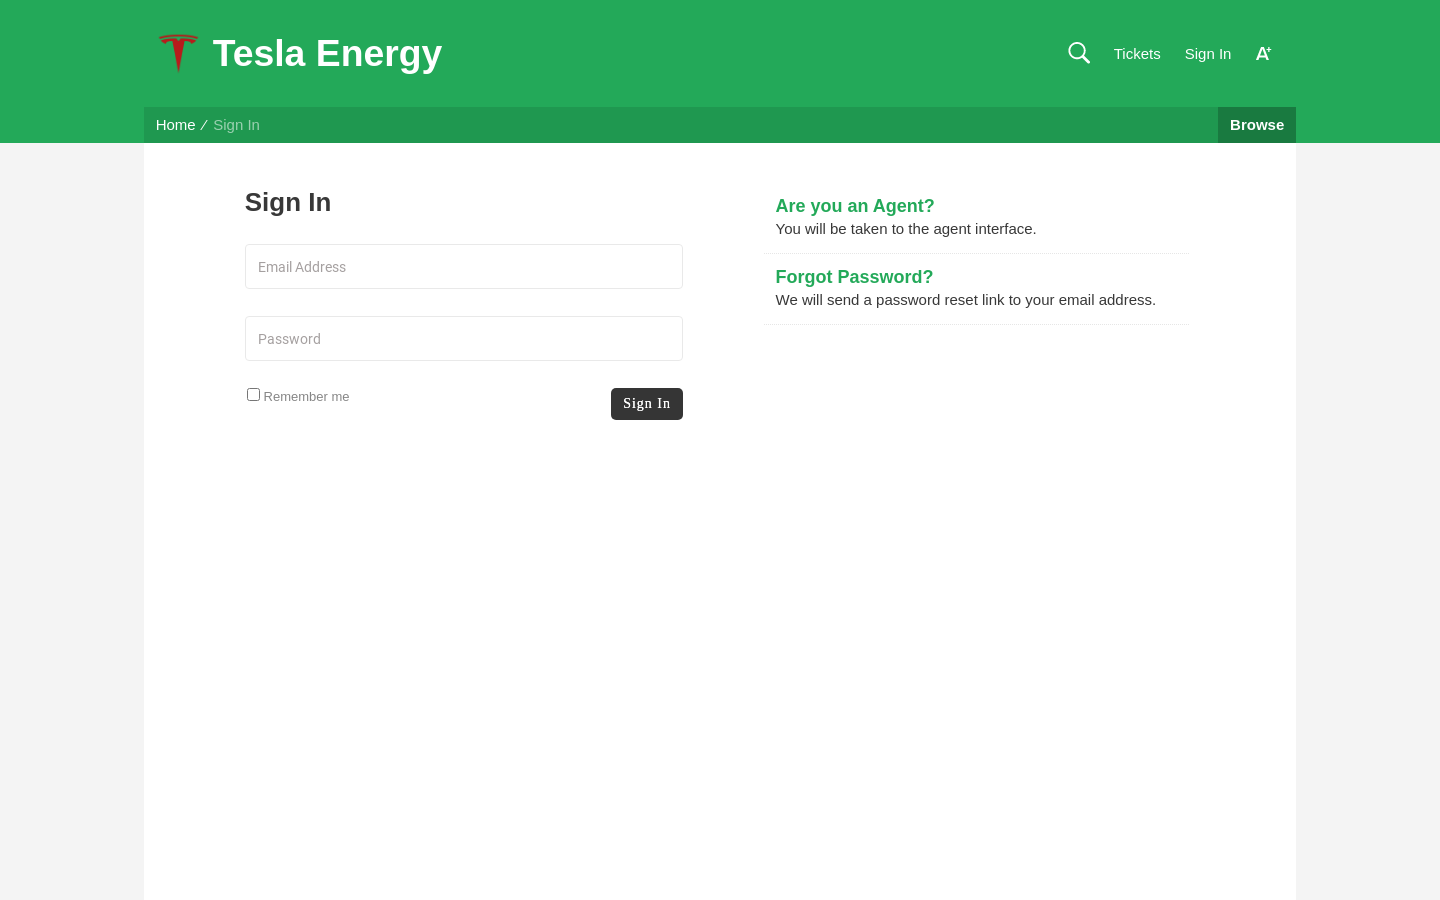 Tesla Energy
Tickets
Sign In
A+
Home / Sign In
Browse
Sign In
Email Address
Password
Remember me
Sign In
Are you an Agent?
You will be taken to the agent interface.
Forgot Password?
We will send a password reset link to your email address.